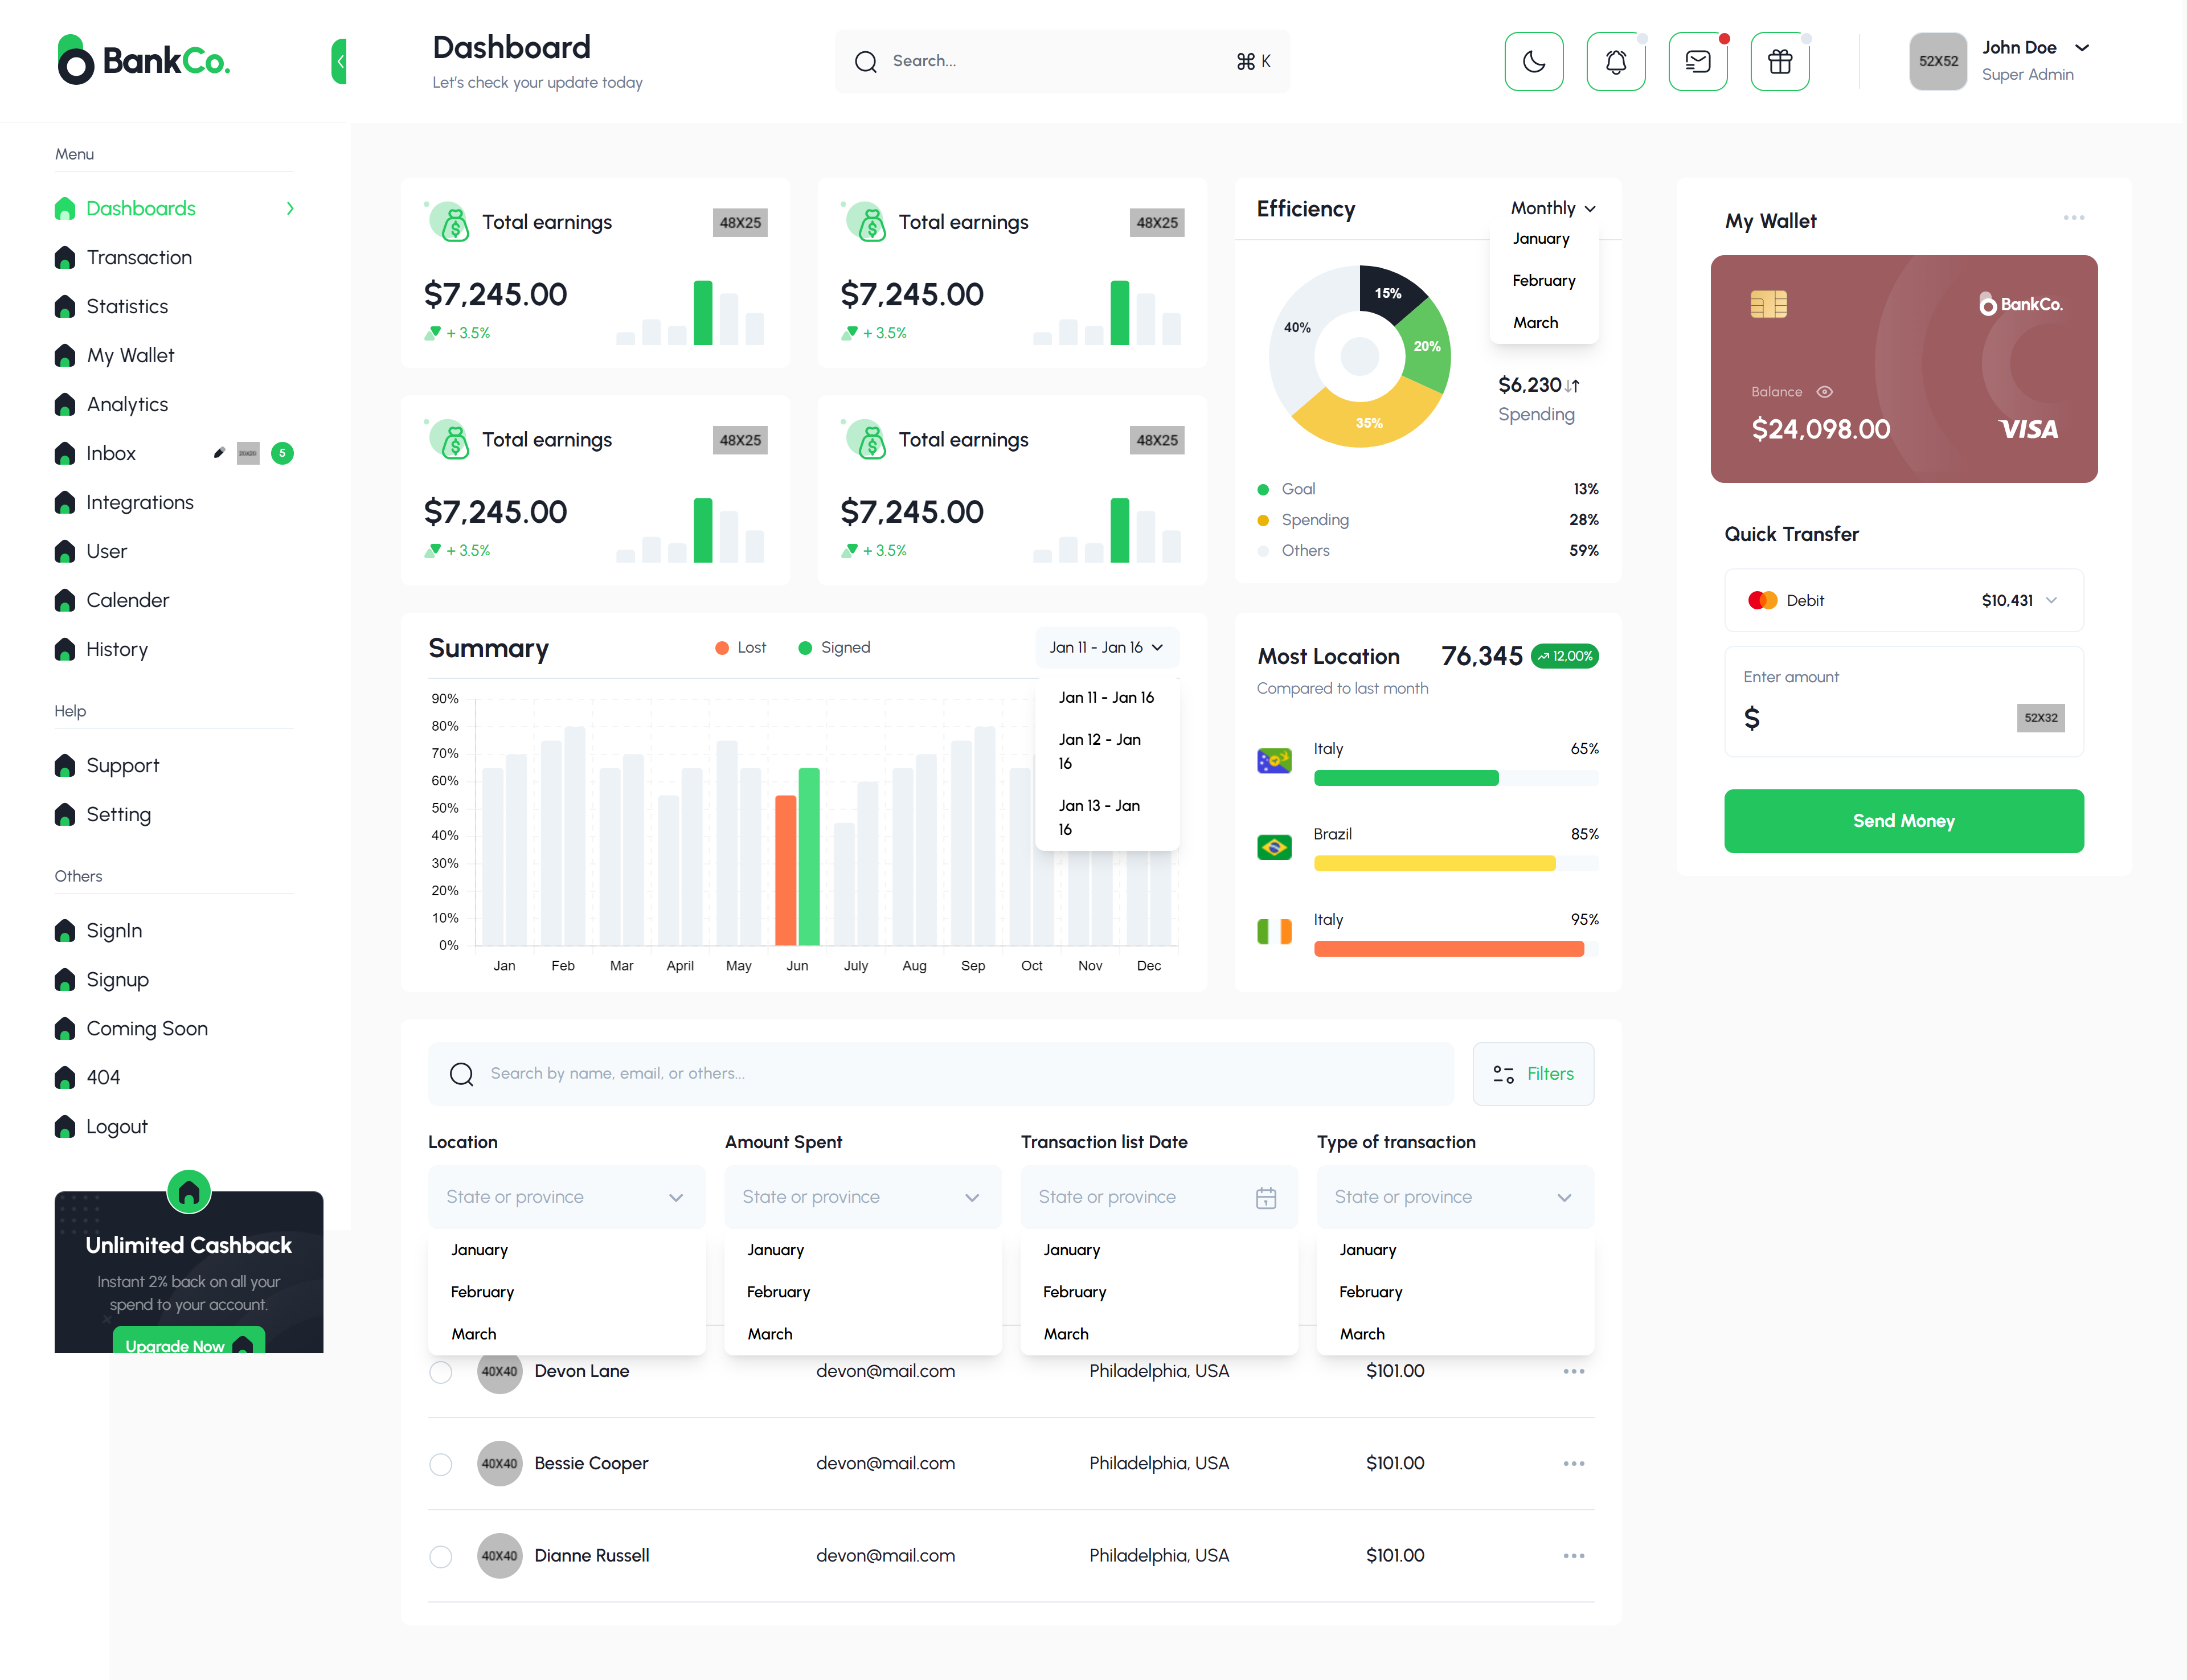 BankCo.
Dashboard
Let's check your update today
Search...
⌘ K
52X52
John Doe
Super Admin
Menu
Dashboards
Transaction
Statistics
My Wallet
Analytics
Inbox
20x20
5
Integrations
User
Calender
History
Help
Support
Setting
Others
SignIn
Signup
Coming Soon
404
Logout
Unlimited Cashback
Instant 2% back on all your
spend to your account.
Upgrade Now
Total earnings
48X25
$7,245.00
+ 3.5%
Total earnings
48X25
$7,245.00
+ 3.5%
Total earnings
48X25
$7,245.00
+ 3.5%
Total earnings
48X25
$7,245.00
+ 3.5%
Efficiency
Monthly
January
February
March
15%
20%
35%
40%
$6,230
Spending
Goal
13%
Spending
28%
Others
59%
My Wallet
BankCo.
Balance
$24,098.00
VISA
Quick Transfer
Debit
$10,431
Enter amount
$
52X32
Send Money
Summary
Lost
Signed
Jan 11 - Jan 16
Jan 11 - Jan 16
Jan 12 - Jan
16
Jan 13 - Jan
16
90%
80%
70%
60%
50%
40%
30%
20%
10%
0%
Jan
Feb
Mar
April
May
Jun
July
Aug
Sep
Oct
Nov
Dec
Most Location
76,345
12,00%
Compared to last month
Italy
65%
Brazil
85%
Italy
95%
Search by name, email, or others...
Filters
Location
State or province
January
February
March
Amount Spent
State or province
January
February
March
Transaction list Date
State or province
January
February
March
Type of transaction
State or province
January
February
March
40X40
Devon Lane
devon@mail.com
Philadelphia, USA
$101.00
40X40
Bessie Cooper
devon@mail.com
Philadelphia, USA
$101.00
40X40
Dianne Russell
devon@mail.com
Philadelphia, USA
$101.00